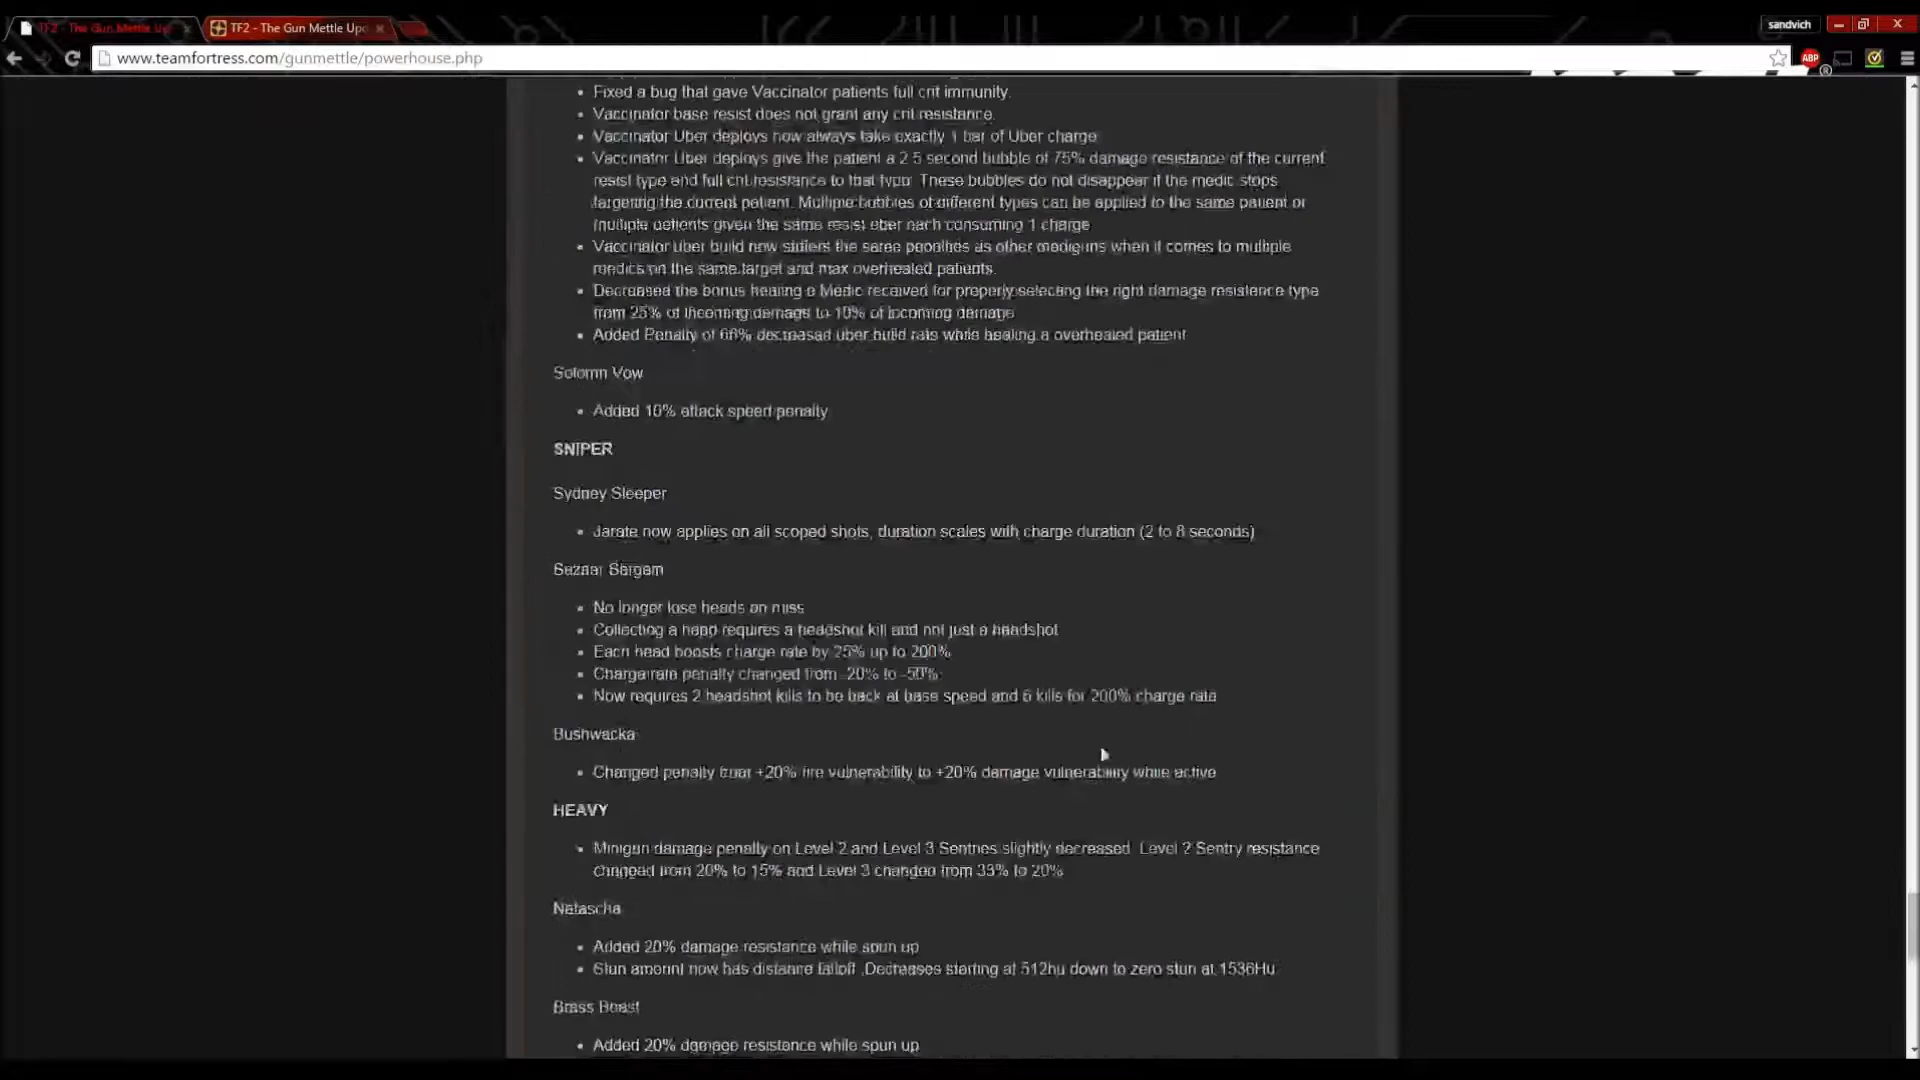 TF2 - The Gun Mettle Up
TF2 - The Gun Mettle Upd
sandvich
www.teamfortress.com/gunmettle/powerhouse.php
ABP
Fixed a bug that gave Vaccinator patients full crit immunity.
Vaccinator base resist does not grant any crit resistance.
Vaccinator Uber deploys now always take exactly 1 bar of Uber charge
Vaccinator Uber deploys give the patient a 2.5 second bubble of 75% damage resistance of the current
resist type and full crit resistance to that type. These bubbles do not disappear if the medic stops
targeting the current patient. Multiple bubbles of different types can be applied to the same patient or
multiple patients given the same resist uber each consuming 1 charge
Vaccinator uber build now suffers the same penalties as other mediguns when it comes to multiple
medics on the same target and max overhealed patients.
Decreased the bonus healing a Medic received for properly selecting the right damage resistence type
from 25% of incoming damage to 10% of incoming damage
Added Penalty of 66% decreased uber build rate while healing a overhealed patient
Solomn Vow
Added 10% attack speed penalty
SNIPER
Sydney Sleeper
Jarate now applies on all scoped shots, duration scales with charge duration (2 to 8 seconds)
Bazaar Bargain
No longer lose heads on miss
Collecting a head requires a headshot kill and not just a headshot
Each head boosts charge rate by 25% up to 200%
Charge rate penalty changed from -20% to -50%
Now requires 2 headshot kills to be back at base speed and 6 kills for 200% charge rate
Bushwacka
Changed penalty from +20% fire vulnerability to +20% damage vulnerability while active
HEAVY
Minigun damage penalty on Level 2 and Level 3 Sentries slightly decreased. Level 2 Sentry resistance
changed from 20% to 15% and Level 3 changed from 33% to 20%
Natascha
Added 20% damage resistance while spun up
Stun amount now has distance falloff .Decreases starting at 512hu down to zero stun at 1536Hu
Brass Beast
Added 20% damage resistance while spun up